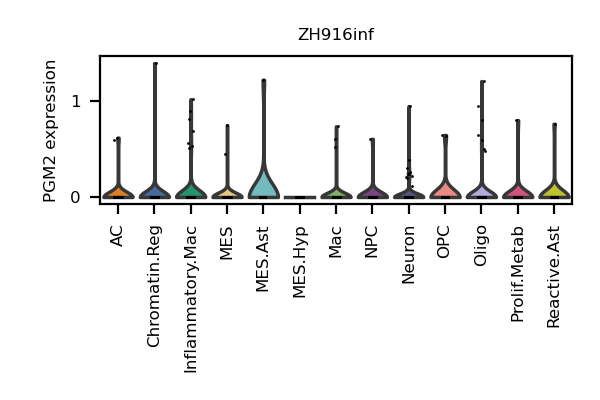 ZH916inf
PGM2 expression
1
0
AC
Chromatin.Reg
Inflammatory.Mac
MES
MES.Ast
MES.Hyp
Mac
NPC
Neuron
OPC
Oligo
Prolif.Metab
Reactive.Ast